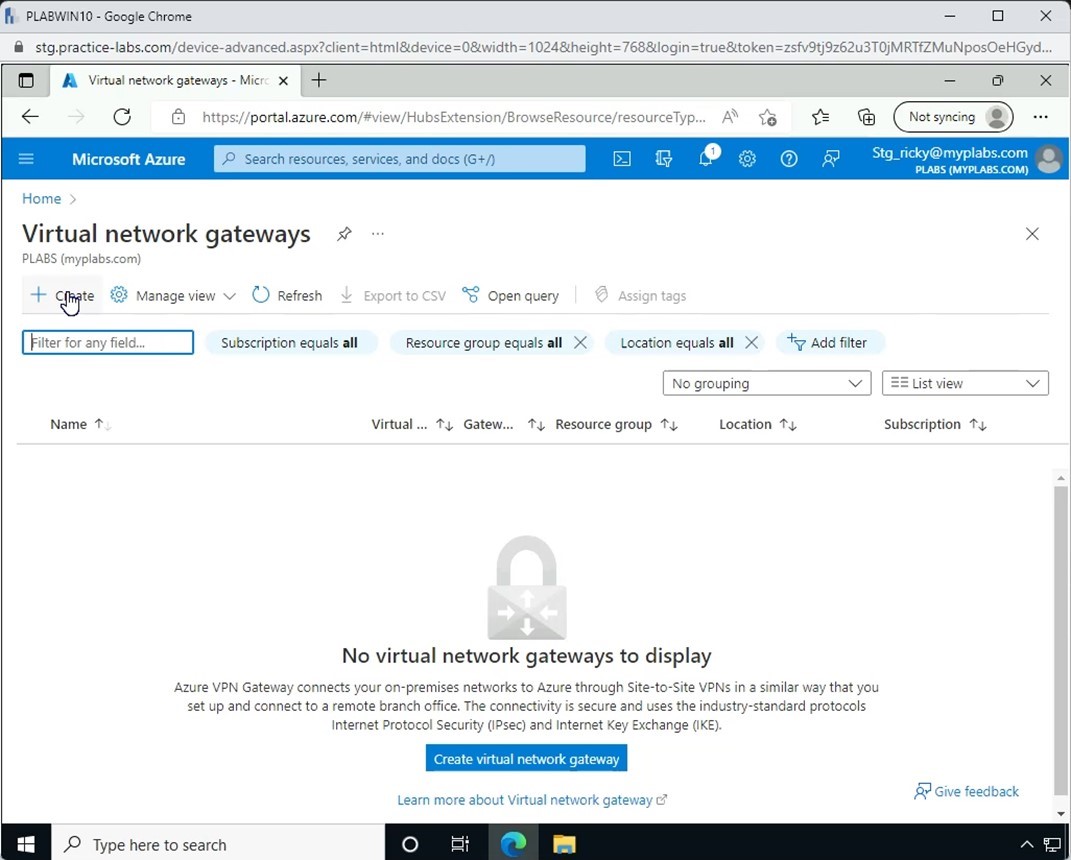 PLABWIN10 - Google Chrome
stg.practice-labs.com/device-advanced.aspx?client=html&device=0&width=1024&height=768&login=true&token=zsfv9tj9z62u3T0jMRTfZMuNposOeHGyd...
Virtual network gateways - Micr
https://portal.azure.com/#view/HubsExtension/BrowseResource/resourceTyp...
Not syncing
Microsoft Azure
Search resources, services, and docs (G+/)
1
Stg_ricky@myplabs.com
PLABS (MYPLABS.COM)
Home >
Virtual network gateways
PLABS (myplabs.com)
Create Manage view Refresh Export to CSV Open query Assign tags
Filter for any field... Subscription equals all Resource group equals all Location equals all Add filter
No grouping List view
Name Virtual ... Gatew... Resource group Location Subscription
No virtual network gateways to display
Azure VPN Gateway connects your on-premises networks to Azure through Site-to-Site VPNs in a similar way that you
set up and connect to a remote branch office. The connectivity is secure and uses the industry-standard protocols
Internet Protocol Security (IPsec) and Internet Key Exchange (IKE).
Create virtual network gateway
Learn more about Virtual network gateway
Give feedback
Type here to search